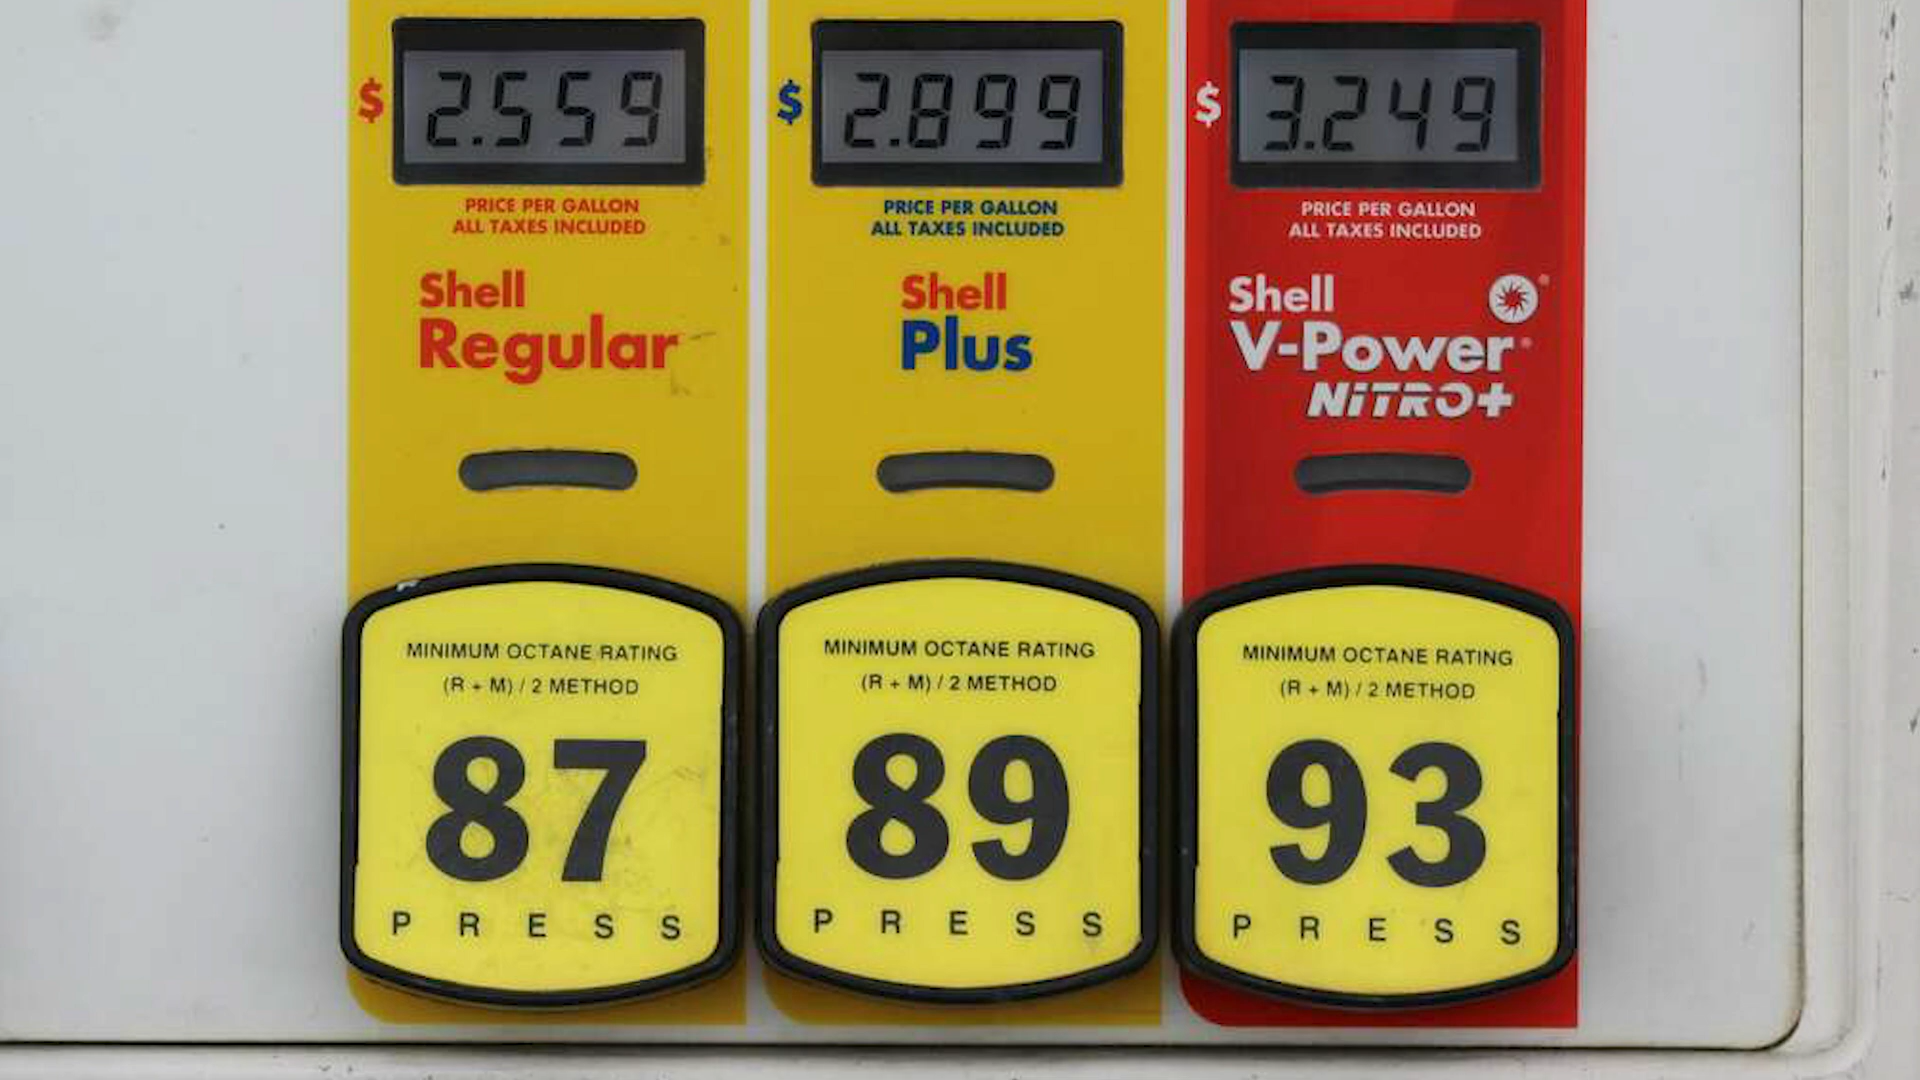 $ 2.559
PRICE PER GALLON
ALL TAXES INCLUDED
Shell
Regular
MINIMUM OCTANE RATING
(R + M) / 2 METHOD
87
PRESS
$ 2.899
PRICE PER GALLON
ALL TAXES INCLUDED
Shell
Plus
MINIMUM OCTANE RATING
(R + M) / 2 METHOD
89
PRESS
$ 3.249
PRICE PER GALLON
ALL TAXES INCLUDED
Shell ®
V-Power®
NiTRO+
MINIMUM OCTANE RATING
(R + M) / 2 METHOD
93
PRESS